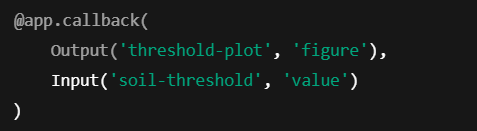 @app.callback(
    Output('threshold-plot', 'figure'),
    Input('soil-threshold', 'value')
)